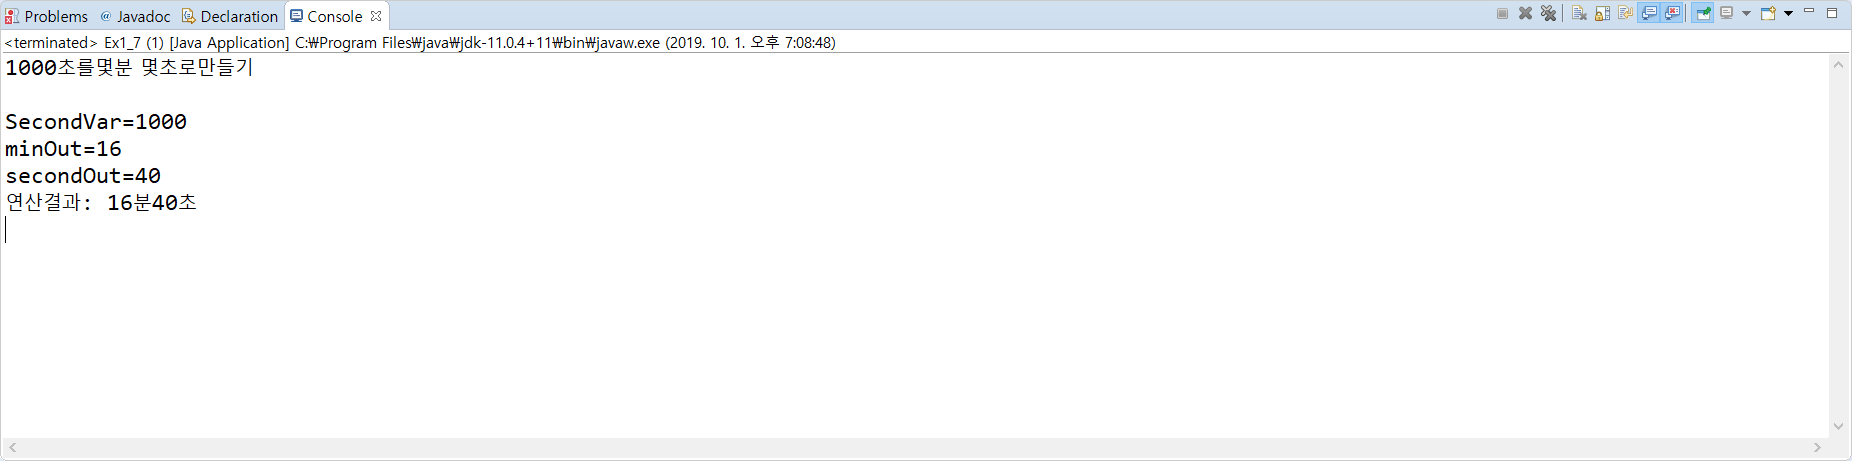 Problems @ Javadoc Declaration Console
<terminated> Ex1_7 (1) [Java Application] C:₩Program Files₩java₩jdk-11.0.4+11₩bin₩javaw.exe (2019. 10. 1. 오후 7:08:48)
1000초를몇분 몇초로만들기
SecondVar=1000
minOut=16
secondOut=40
연산결과: 16분40초